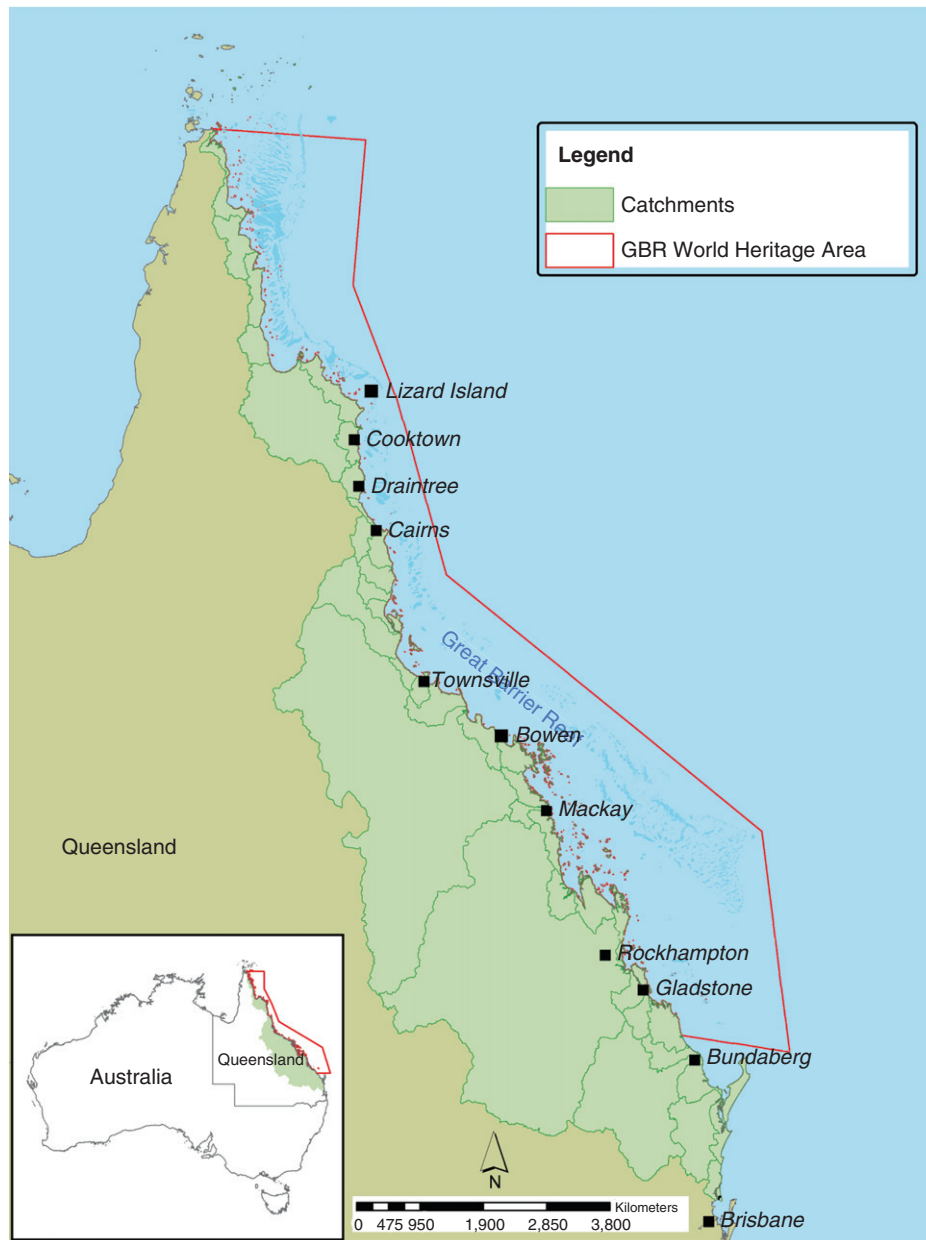 Legend
Catchments
GBR World Heritage Area
Lizard Island
Cooktown
Draintree
Cairns
Great Barrier Reef
Townsville
Bowen
Mackay
Queensland
Rockhampton
Gladstone
Bundaberg
Queensland
Australia
N
Kilometers
0 475 950 1,900 2,850 3,800
Brisbane